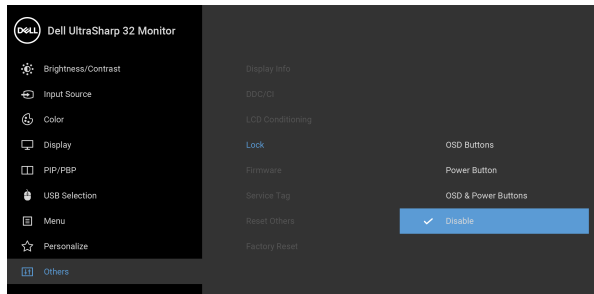 DELL Dell UltraSharp 32 Monitor
Brightness/Contrast
Display Info
Input Source
DDC/CI
Color
LCD Conditioning
Display
Lock
OSD Buttons
PIP/PBP
Firmware
Power Button
USB Selection
Service Tag
OSD & Power Buttons
Menu
Reset Others
Disable
Personalize
Factory Reset
Others